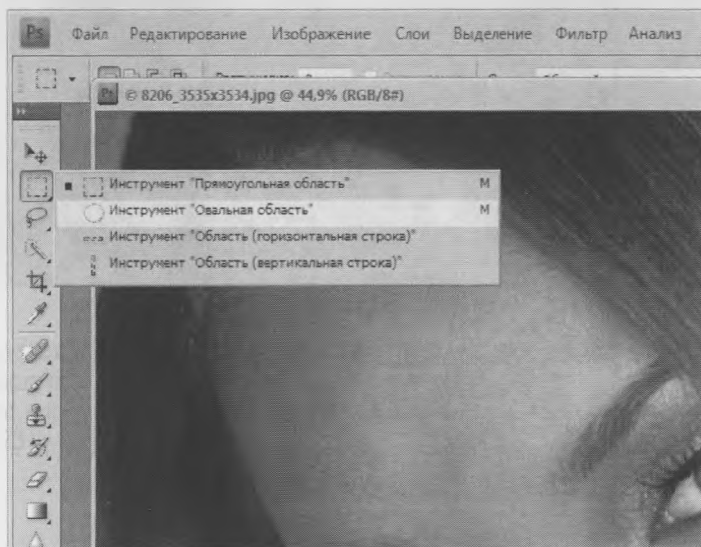 Ps Файл Редактирование Изображение Слои Выделение Фильтр Анализ
Ps © 8206_3535x3534.jpg @ 44,9% (RGB/8#)
Инструмент "Прямоугольная область" M
Инструмент "Овальная область" M
Инструмент "Область (горизонтальная строка)"
Инструмент "Область (вертикальная строка)"